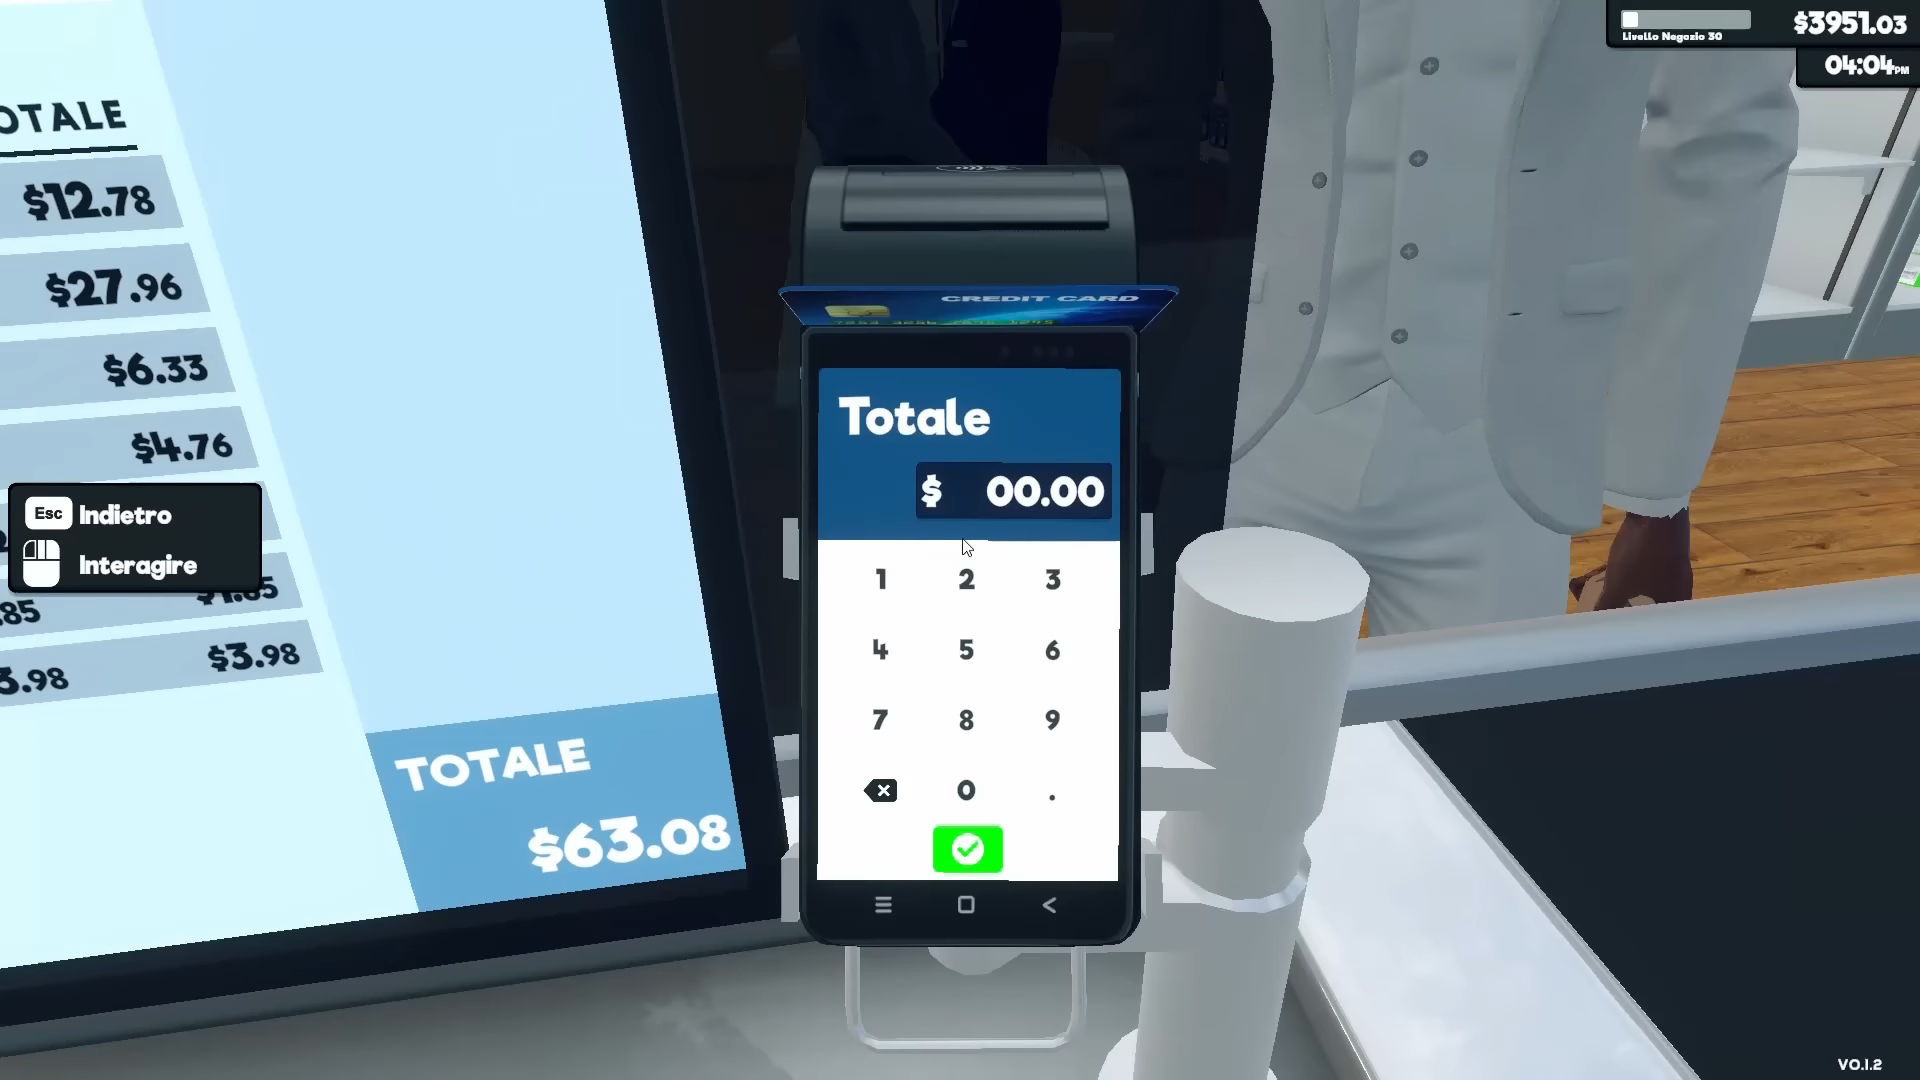 Livello Negozio 30
$3951.03
04:04PM
OTALE
$12.78
$27.96
$6.33
$4.76
.85 $1.85
3.98 $3.98
TOTALE
$63.08
Esc Indietro
Interagire
CREDIT CARD
Totale
$ 00.00
1 2 3
4 5 6
7 8 9
0 .
V0.1.2